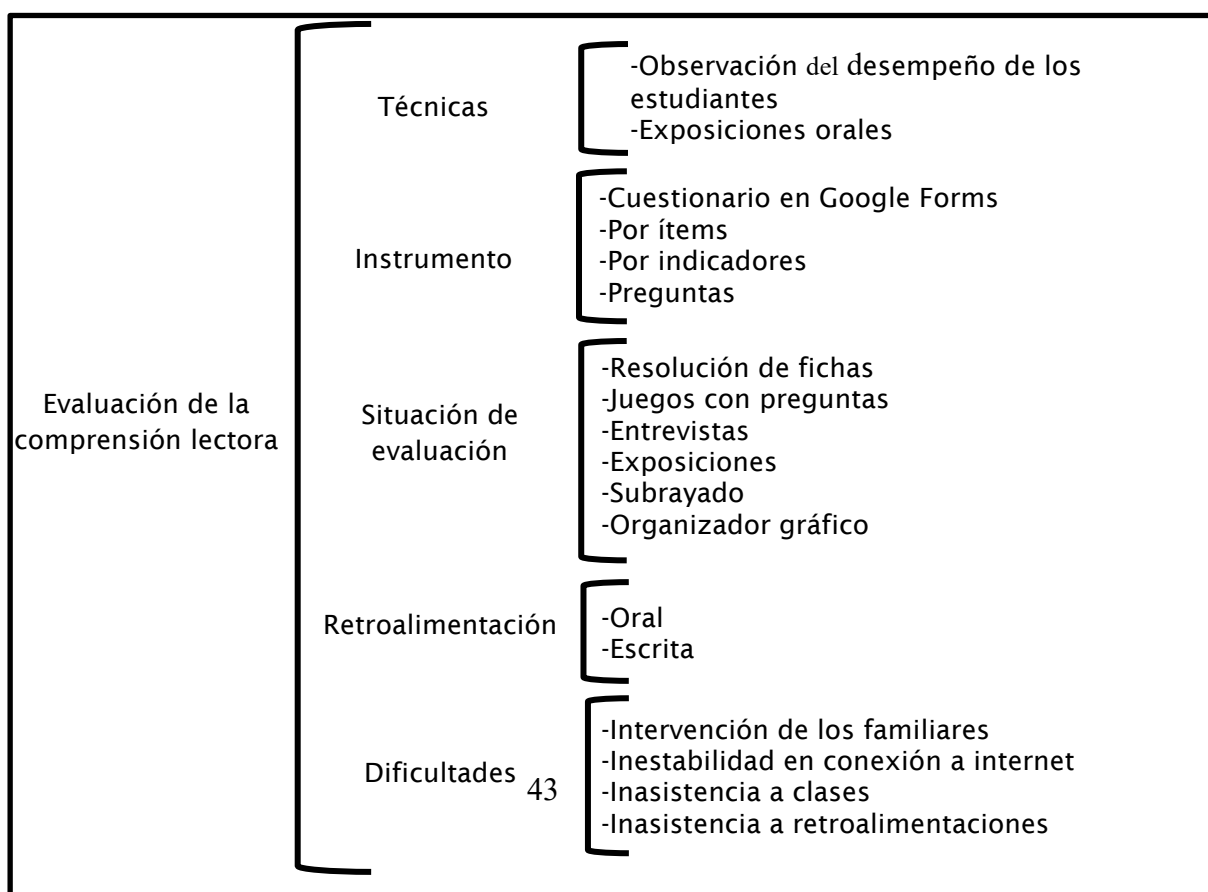 -Observación del desempeño de los
estudiantes
-Exposiciones orales
Técnicas
-Cuestionario en Google Forms
-Por ítems
-Por indicadores
-Preguntas
Instrumento
Evaluación de la
comprensión lectora
-Resolución de fichas
-Juegos con preguntas
-Entrevistas
-Exposiciones
-Subrayado
-Organizador gráfico
Situación de
evaluación
Retroalimentación
-Oral
-Escrita
Dificultades
43
-Intervención de los familiares
-Inestabilidad en conexión a internet
-Inasistencia a clases
-Inasistencia a retroalimentaciones